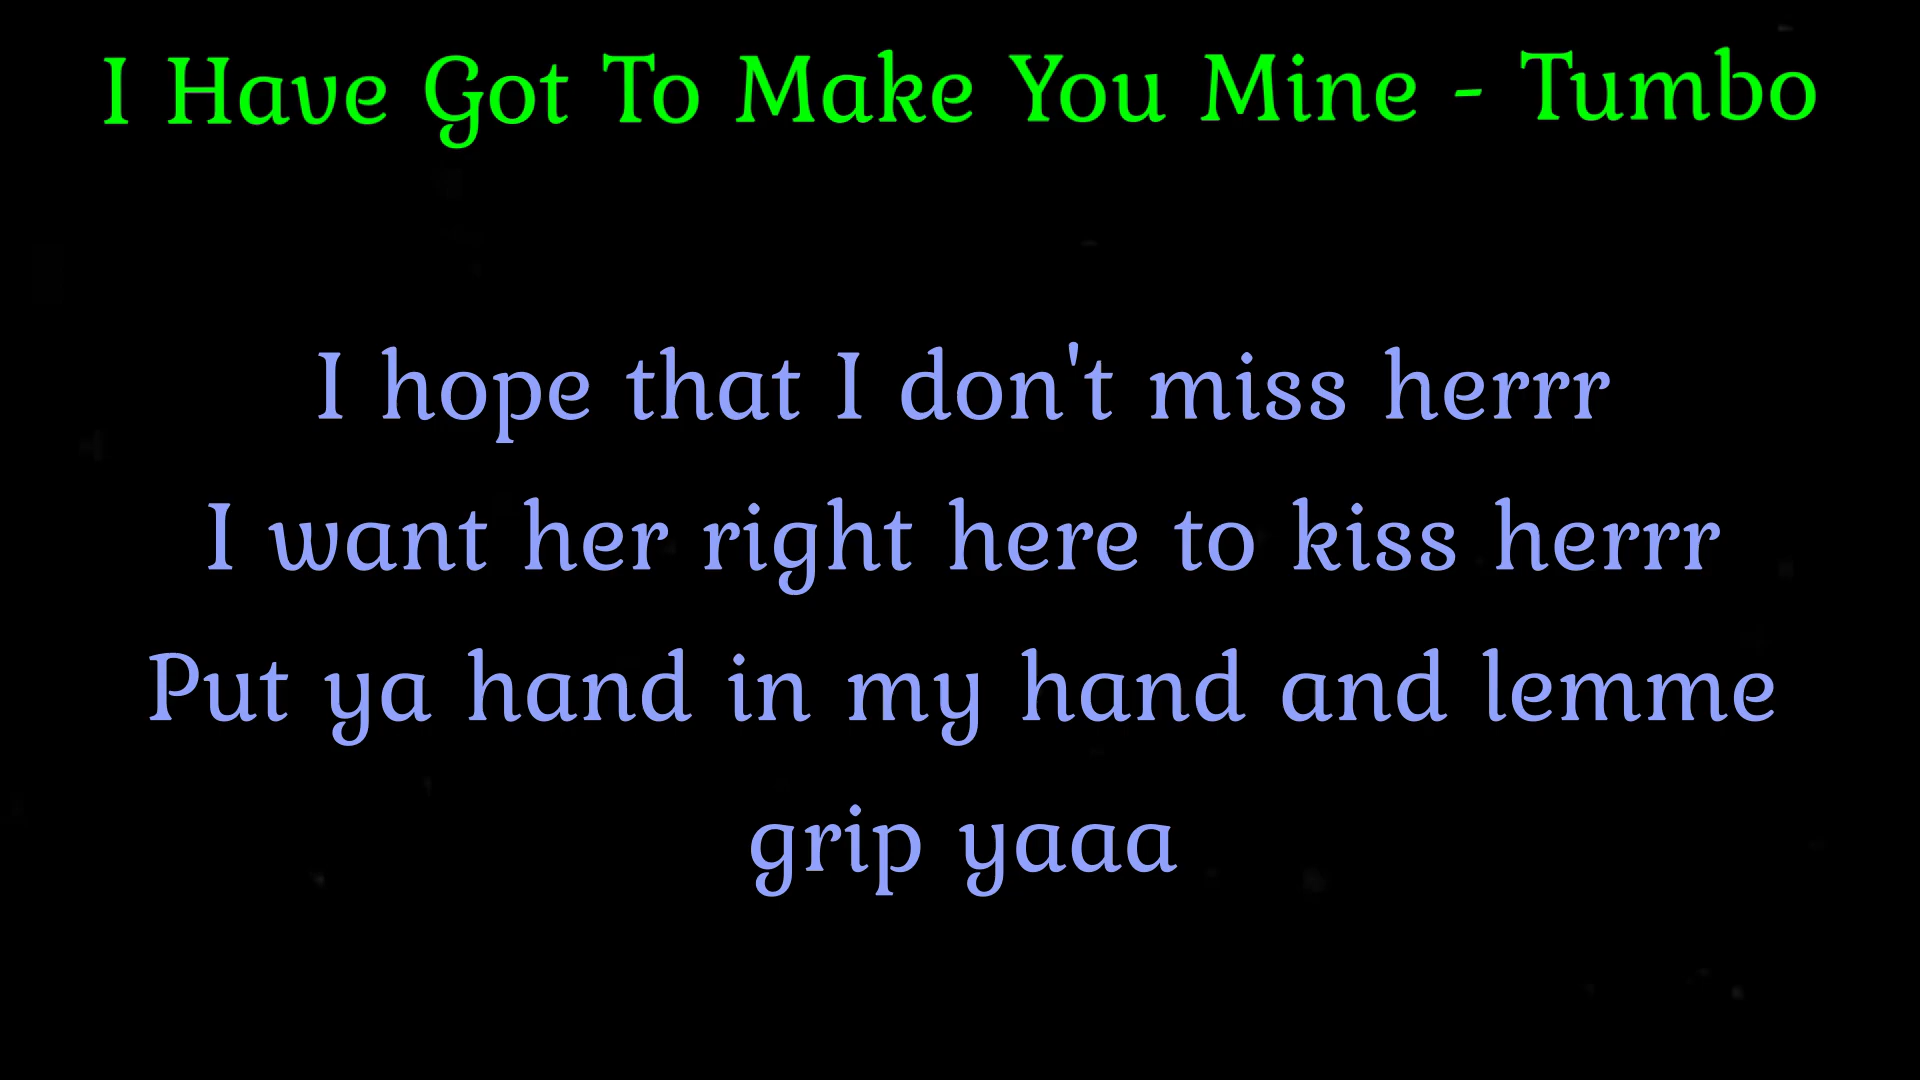 I Have Got To Make You Mine - Tumbo
I hope that I don't miss herrr
I want her right here to kiss herrr
Put ya hand in my hand and lemme
grip yaaa